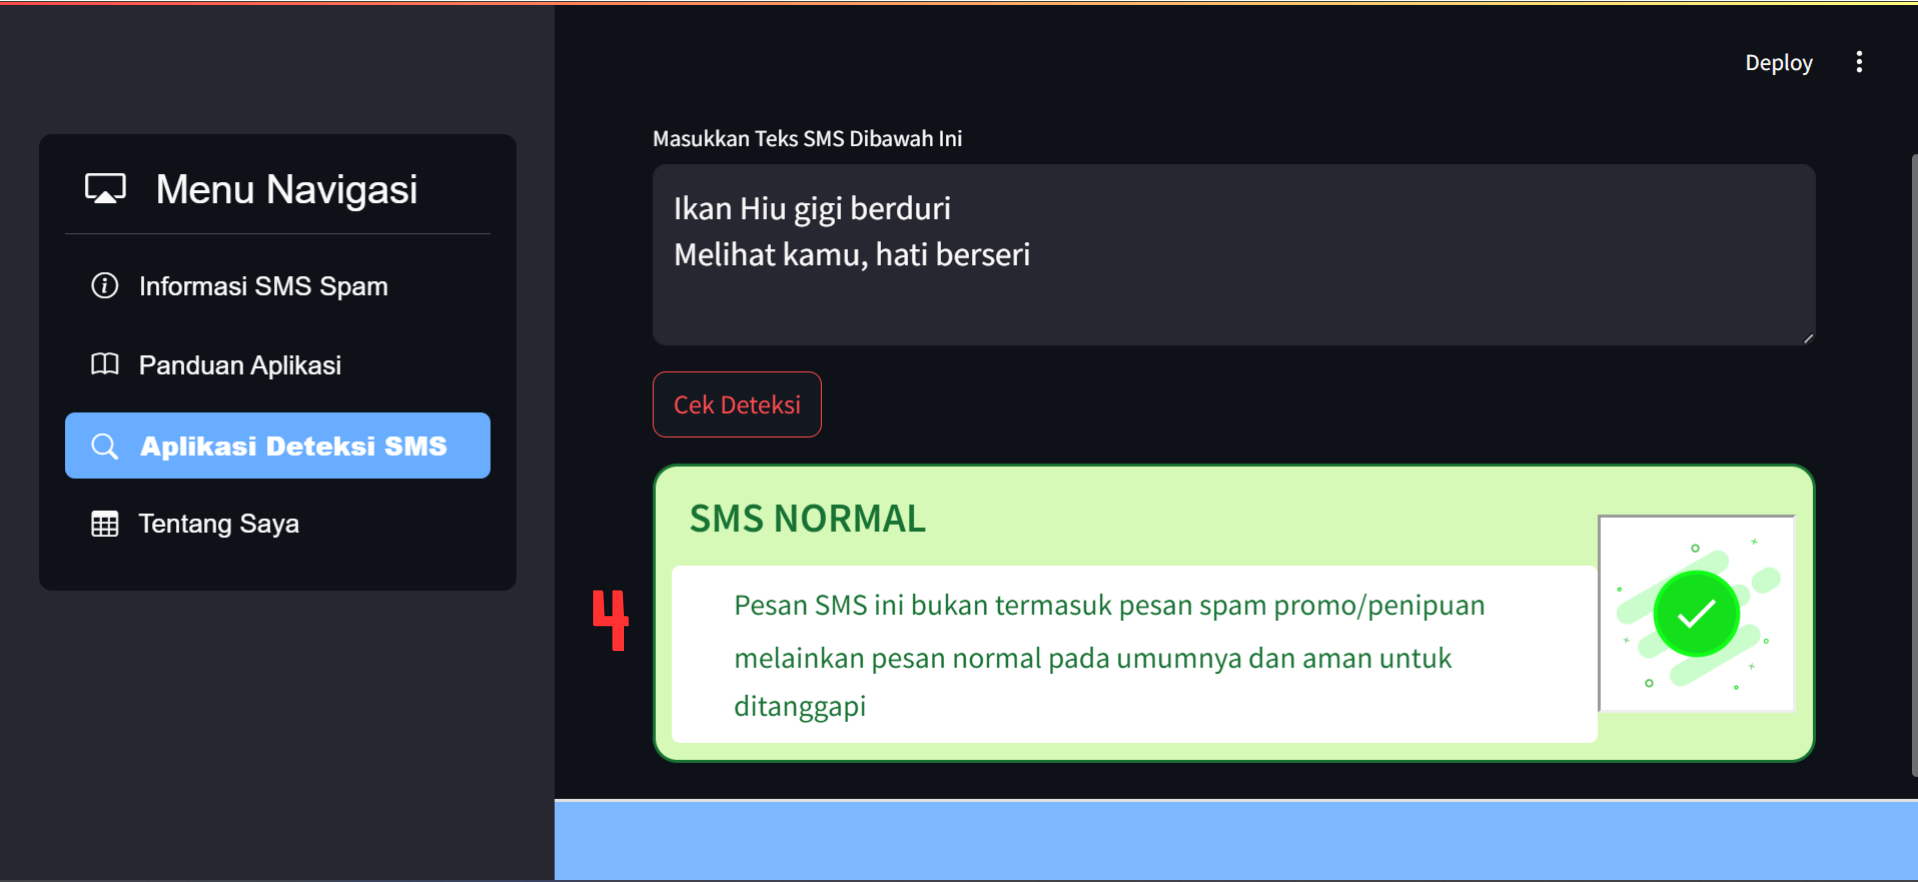 Deploy
Menu Navigasi
Informasi SMS Spam
Panduan Aplikasi
Aplikasi Deteksi SMS
Tentang Saya
Masukkan Teks SMS Dibawah Ini
Ikan Hiu gigi berduri
Melihat kamu, hati berseri
Cek Deteksi
4
SMS NORMAL
Pesan SMS ini bukan termasuk pesan spam promo/penipuan
melainkan pesan normal pada umumnya dan aman untuk
ditanggapi